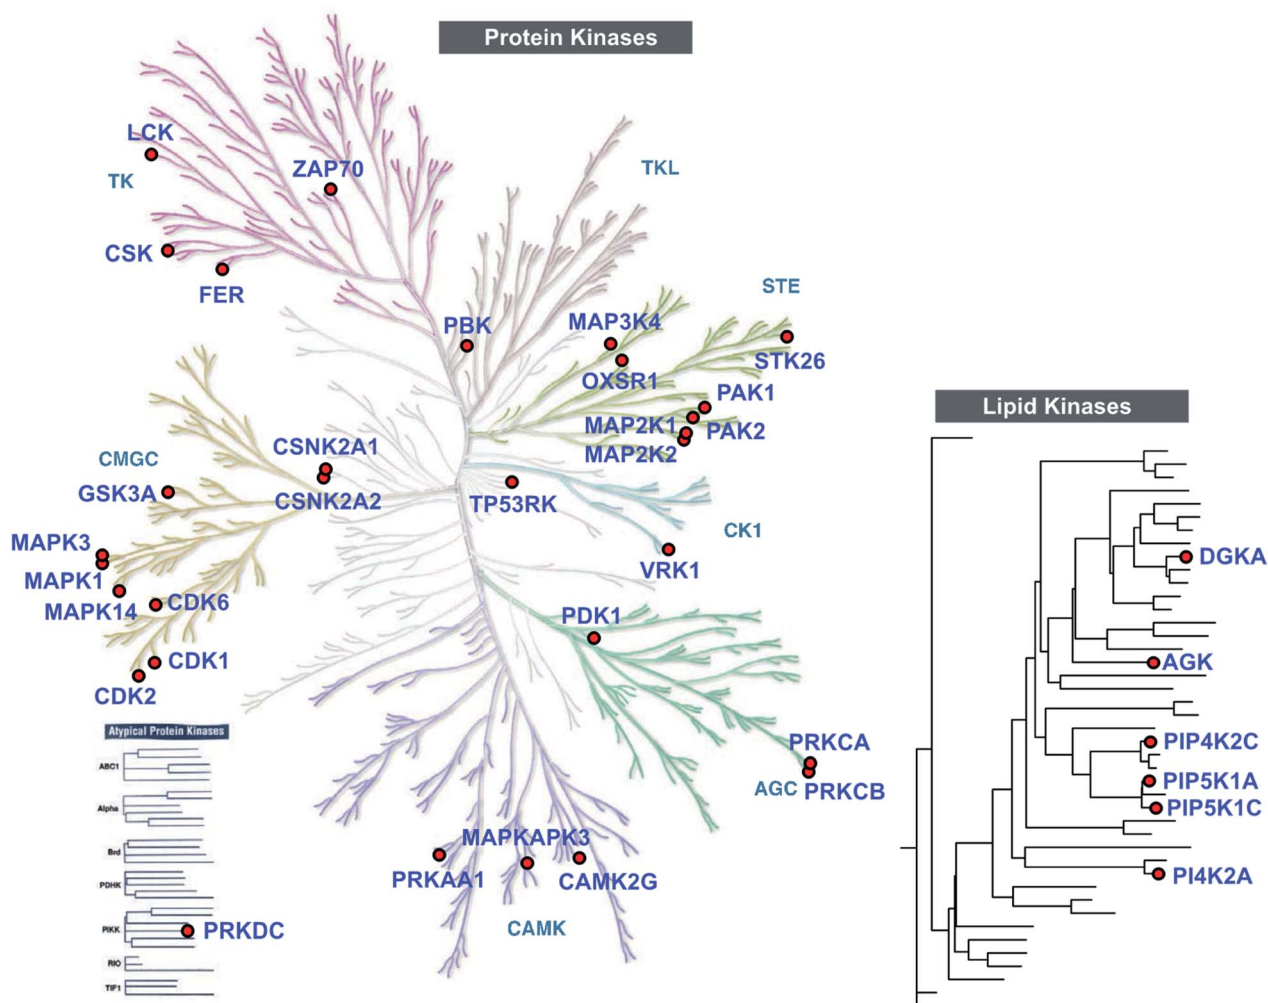 Protein Kinases
LCK
ZAP70
TK
TKL
CSK
FER
STE
PBK
MAP3K4
STK26
OXSR1
PAK1
MAP2K1
PAK2
MAP2K2
Lipid Kinases
CSNK2A1
CMGC
GSK3A
CSNK2A2
TP53RK
CK1
MAPK3
VRK1
DGKA
MAPK1
MAPK14
CDK6
PDK1
CDK1
AGK
CDK2
Atypical Protein Kinases
ABC1
PRKCA
PIP4K2C
AGC
PRKCB
PIP5K1A
Alpha
PIP5K1C
MAPKAPK3
Brd
PRKAA1
CAMK2G
PI4K2A
PDHK
CAMK
PIKK
PRKDC
RIO
TIF1